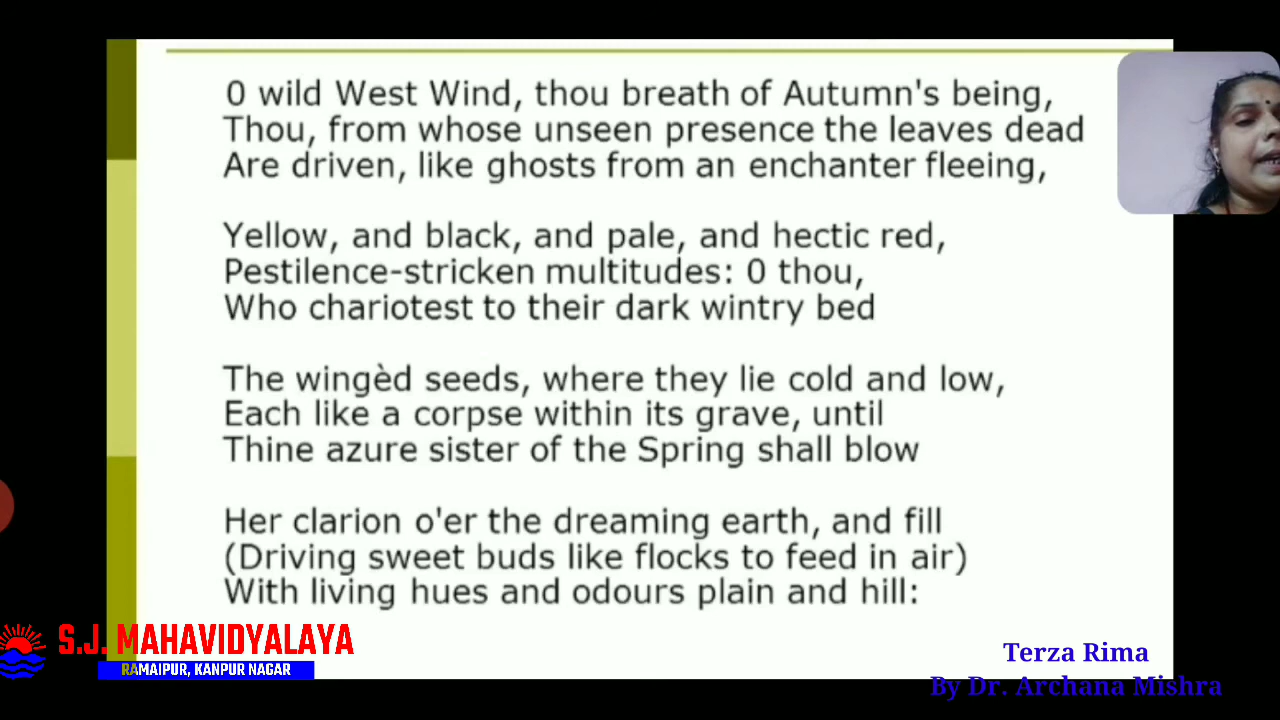 0 wild West Wind, thou breath of Autumn's being,
Thou, from whose unseen presence the leaves dead
Are driven, like ghosts from an enchanter fleeing,
Yellow, and black, and pale, and hectic red,
Pestilence-stricken multitudes: 0 thou,
Who chariotest to their dark wintry bed
The wingèd seeds, where they lie cold and low,
Each like a corpse within its grave, until
Thine azure sister of the Spring shall blow
Her clarion o'er the dreaming earth, and fill
(Driving sweet buds like flocks to feed in air)
With living hues and odours plain and hill:
S.J. MAHAVIDYALAYA
RAMAIPUR, KANPUR NAGAR
Terza Rima
By Dr. Archana Mishra